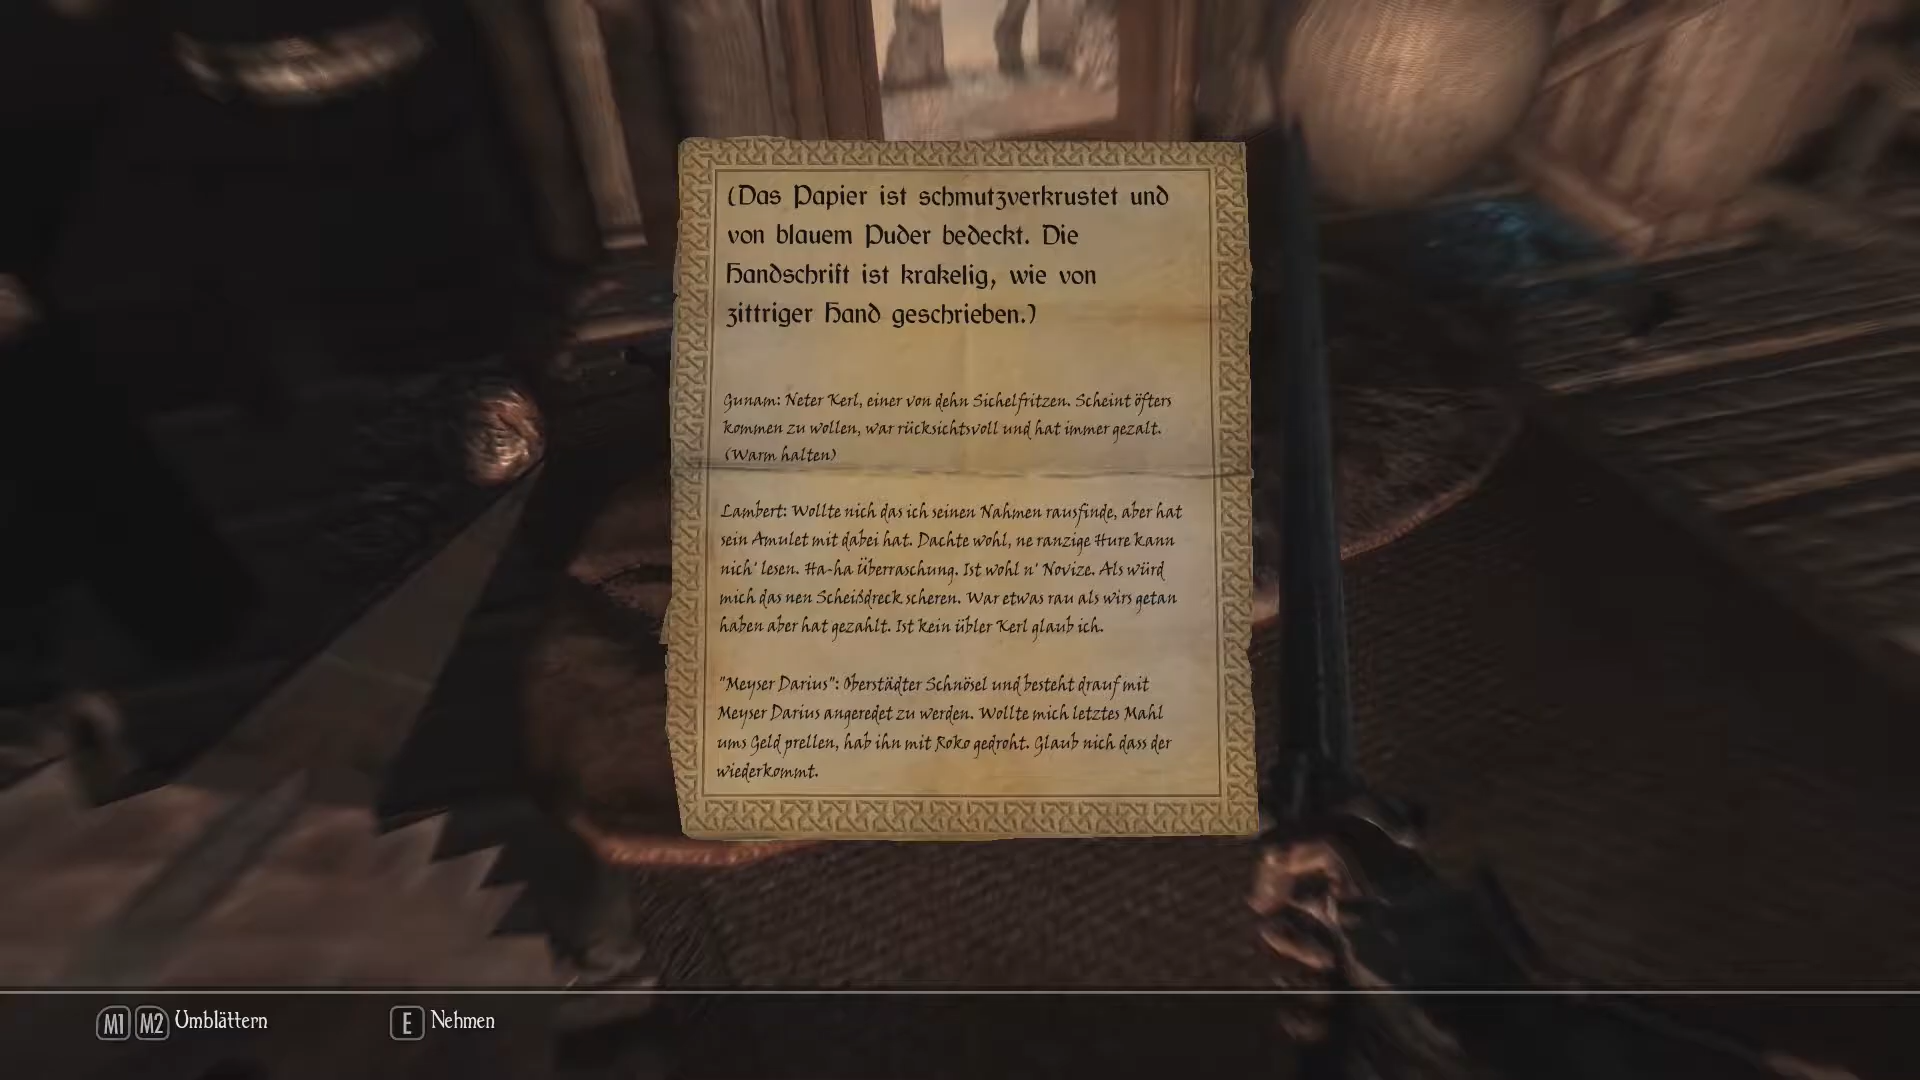 (Das Papier ist schmutzverkrustet und
von blauem Puder bedeckt. Die
Handschrift ist krakelig, wie von
zittriger Hand geschrieben.)
Gunam: Neter Kerl, einer von dehn Sichelfritzen. Scheint öfters
kommen zu wollen, war rücksichtsvoll und hat immer gezalt.
(Warm halten)
Lambert: Wollte nich das ich seinen Nahmen rausfinde, aber hat
sein Amulet mit dabei hat. Dachte wohl, ne ranzige Hure kann
nich' lesen. Ha-ha Überraschung. Ist wohl n' Novize. Als würd
mich das nen Scheißdreck scheren. War etwas rau als wirs getan
haben aber hat gezahlt. Ist kein übler Kerl glaub ich.
"Meyser Darius": Oberstädter Schnösel und besteht drauf mit
Meyser Darius angeredet zu werden. Wollte mich letztes Mahl
ums Geld prellen, hab ihn mit Roko gedroht. Glaub nich dass der
wiederkommt.
M1 M2 Umblättern E Nehmen